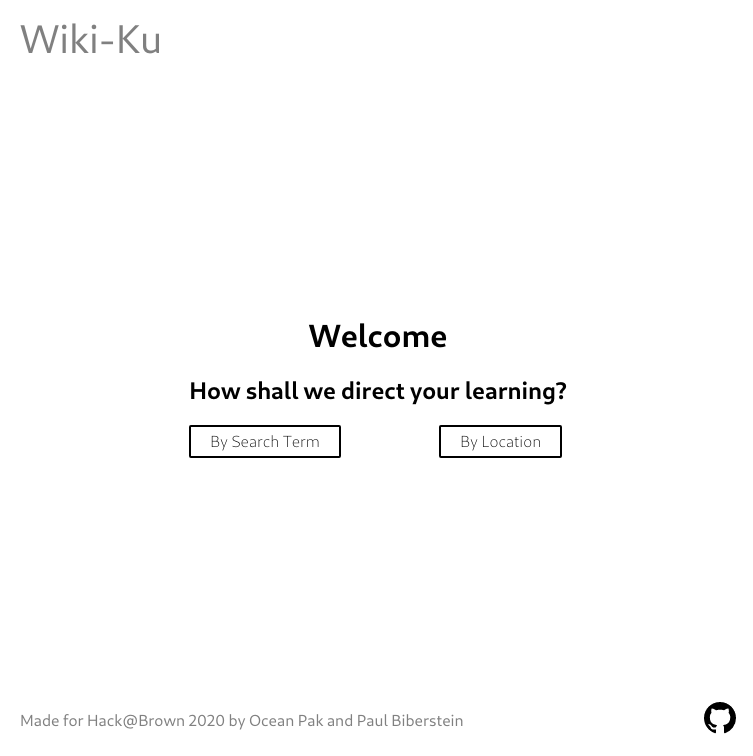 Wiki-Ku
Welcome
How shall we direct your learning?
By Search Term
By Location
Made for Hack@Brown 2020 by Ocean Pak and Paul Biberstein